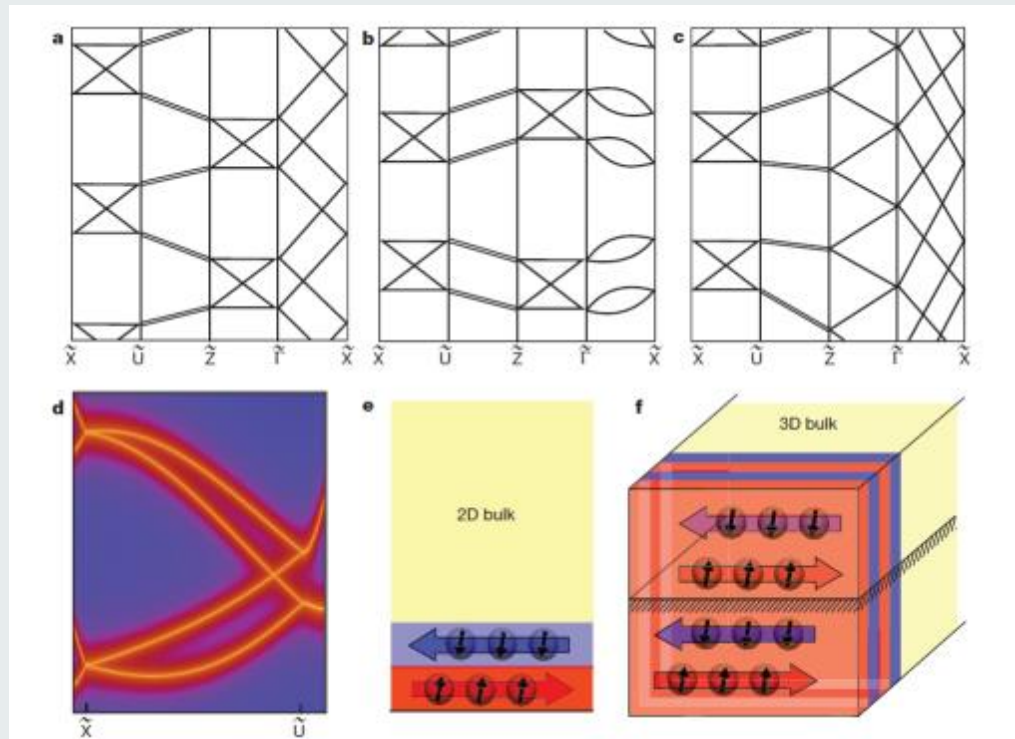 a
b
c
X̃ Ũ Z̃ Γ̃ X̃
X̃ Ũ Z̃ Γ̃ X̃
X̃ Ũ Z̃ Γ̃ X̃
d
e
f
2D bulk
3D bulk
X̃ Ũ